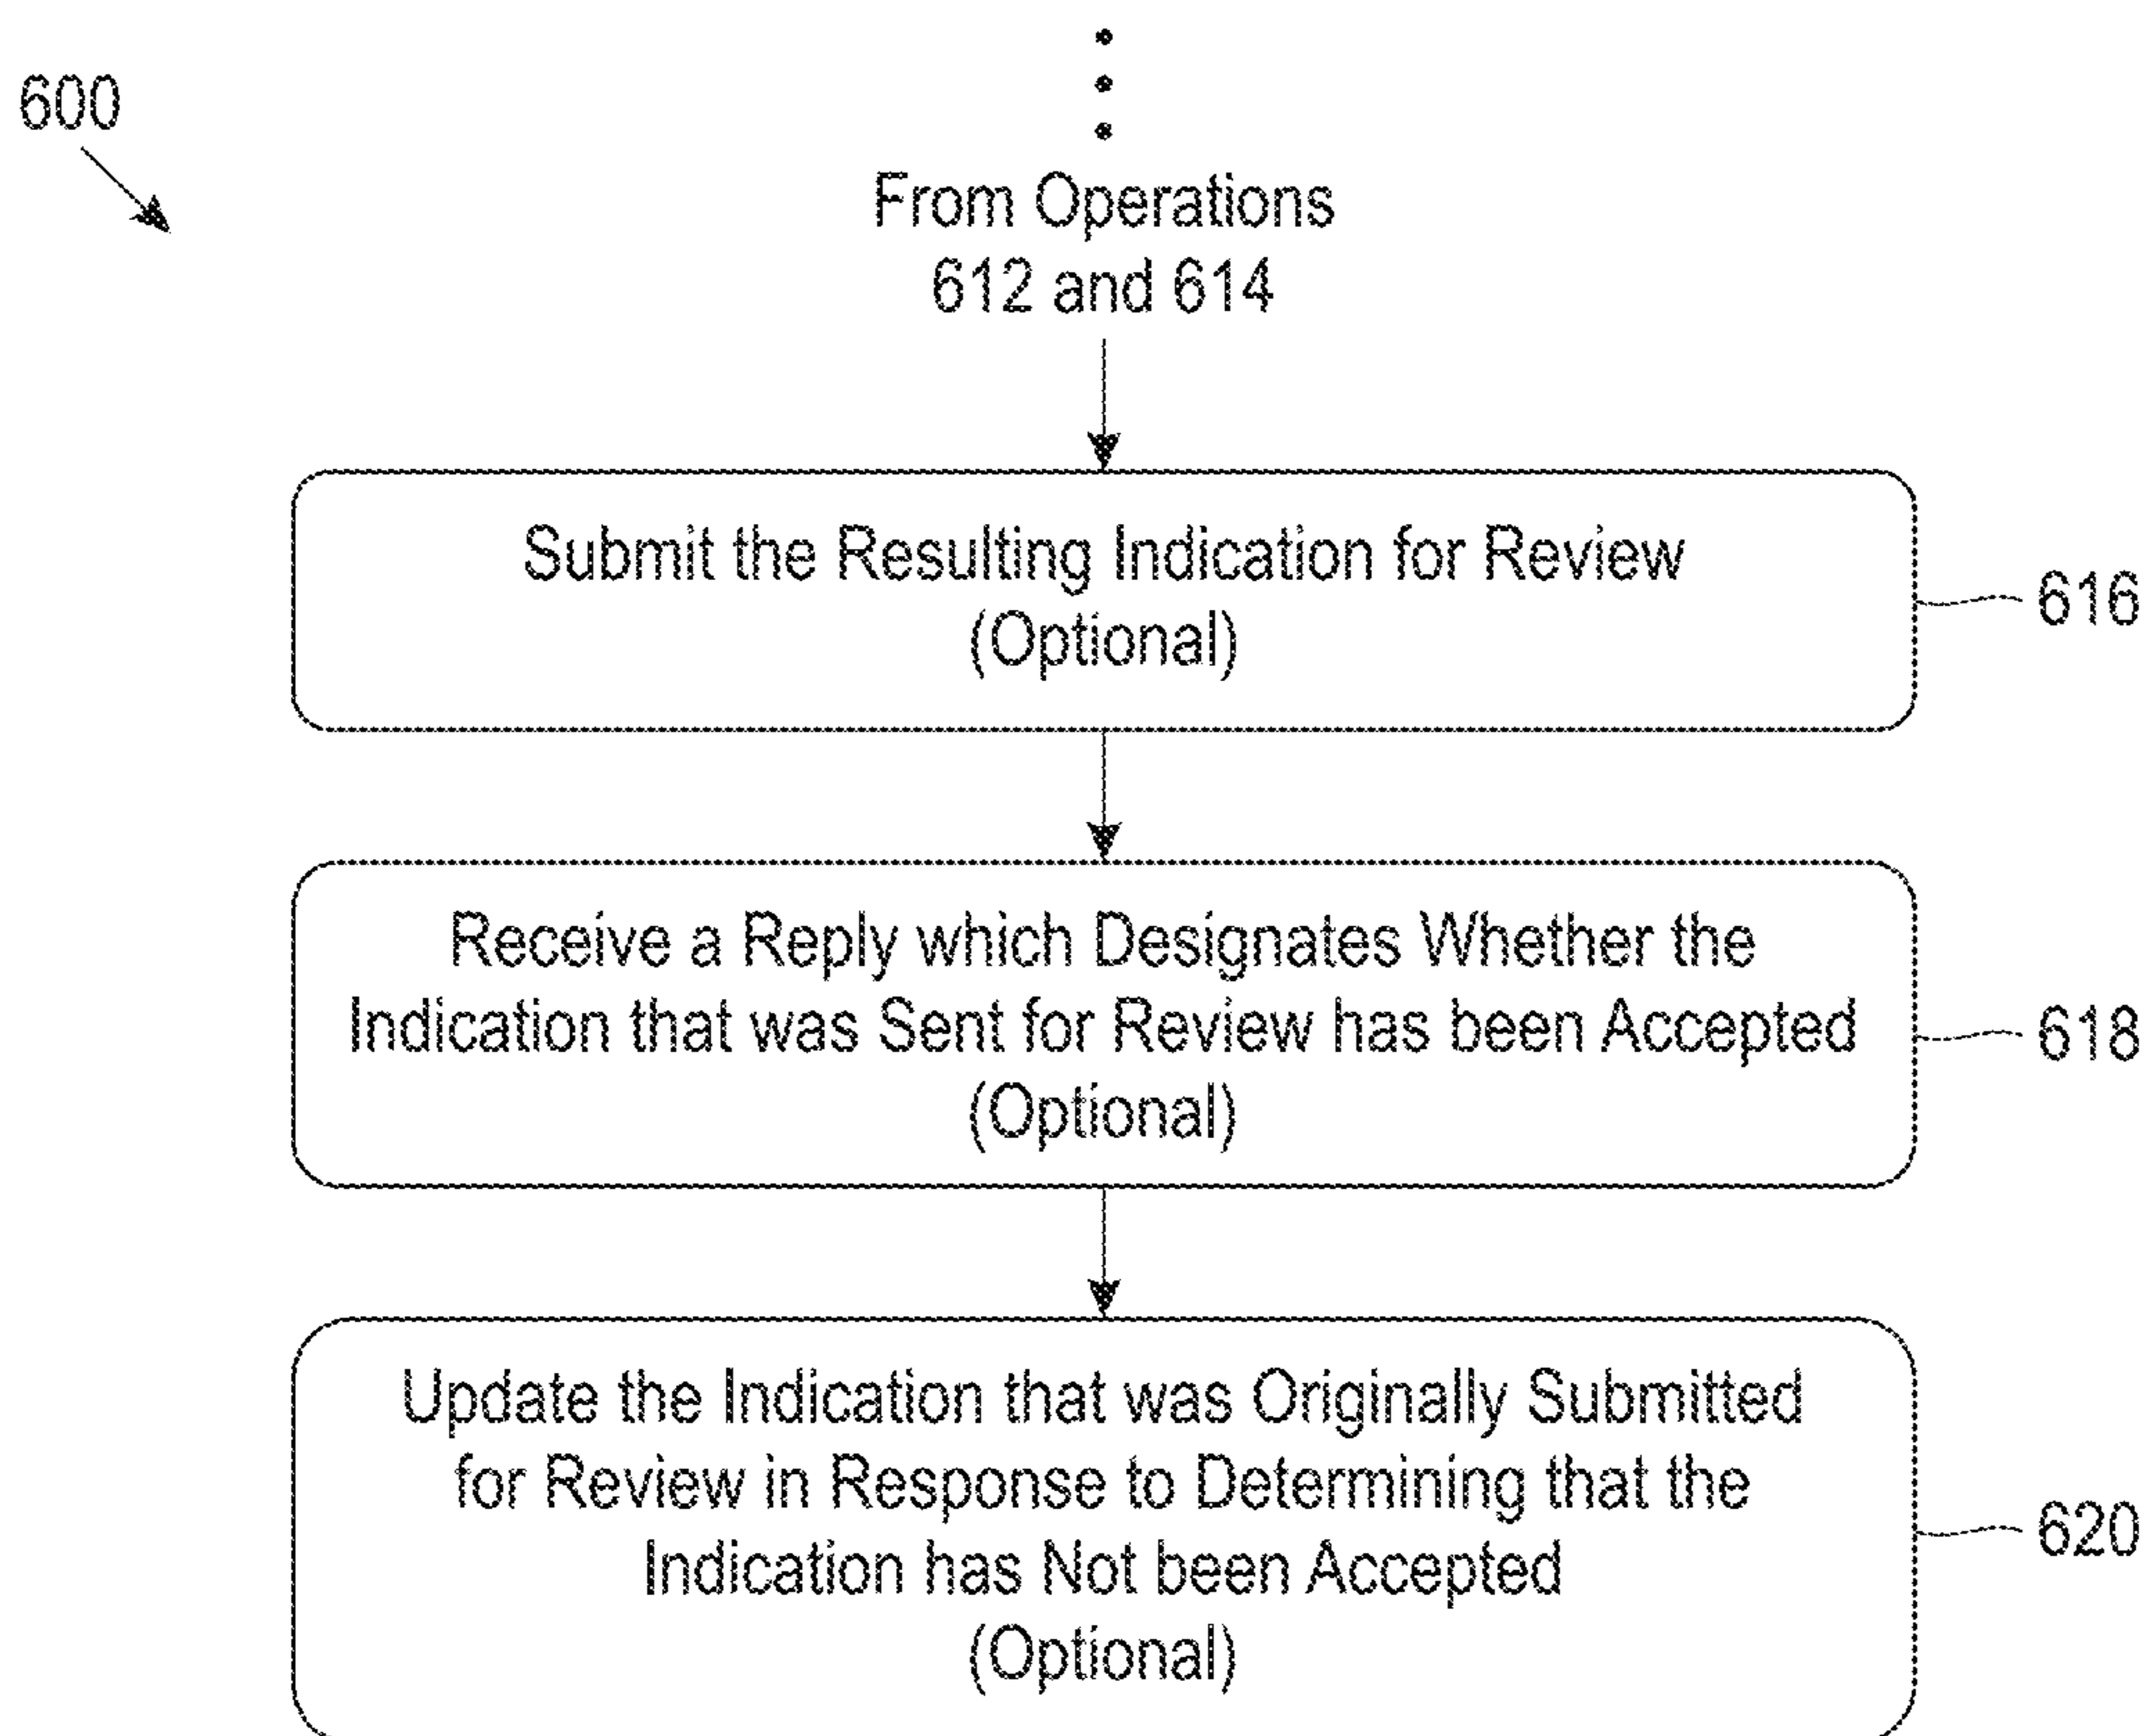 600
From Operations
612 and 614
Submit the Resulting Indication for Review
(Optional)
616
Receive a Reply which Designates Whether the
Indication that was Sent for Review has been Accepted
(Optional)
618
Update the Indication that was Originally Submitted
for Review in Response to Determining that the
Indication has Not been Accepted
(Optional)
620